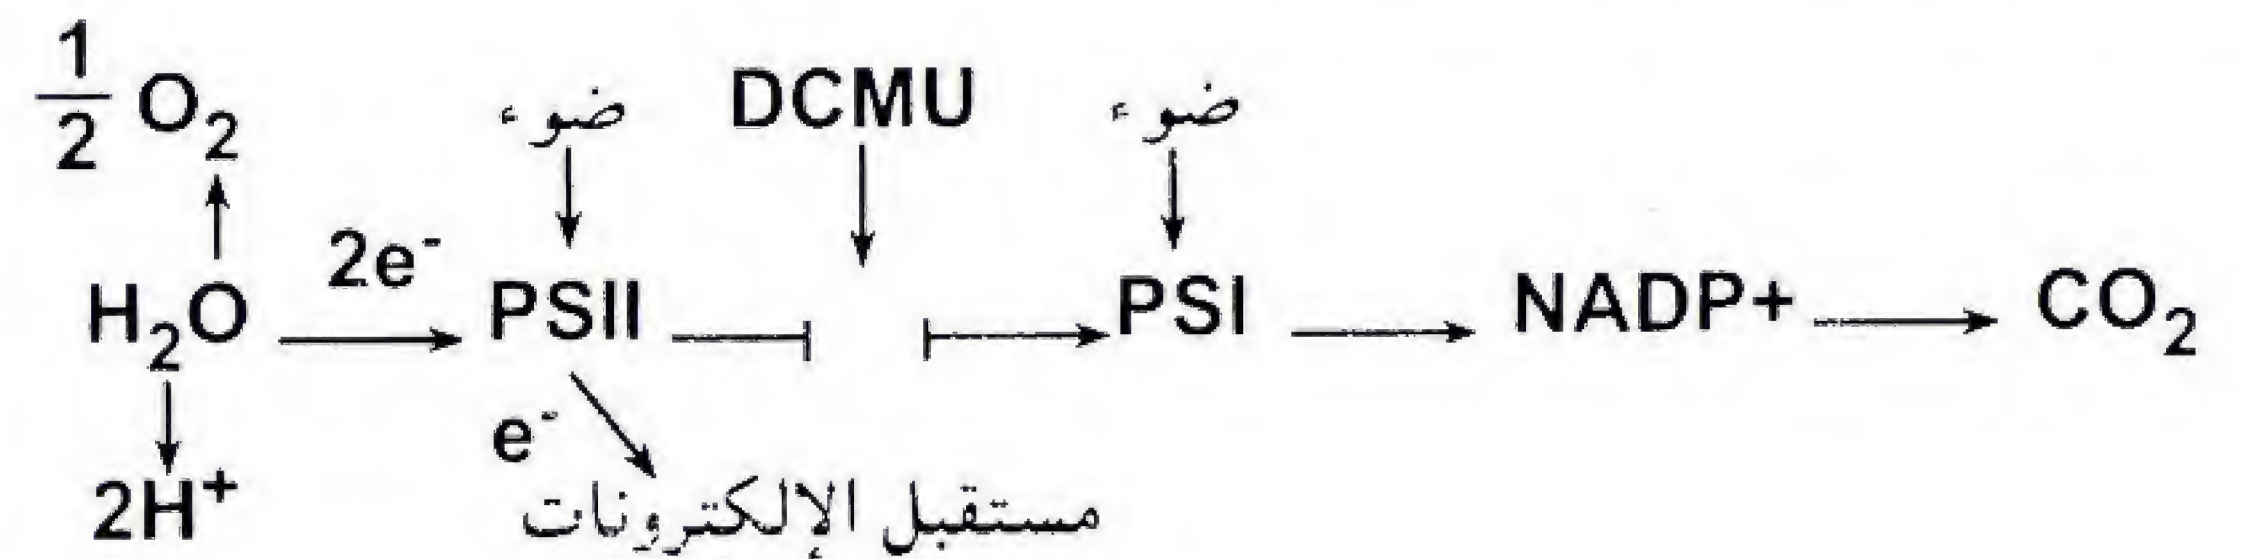 1/2 O2 ضوء DCMU ضوء
2e-
H2O PSII PSI NADP+ CO2
e-
2H+ مستقبل الإلكترونات